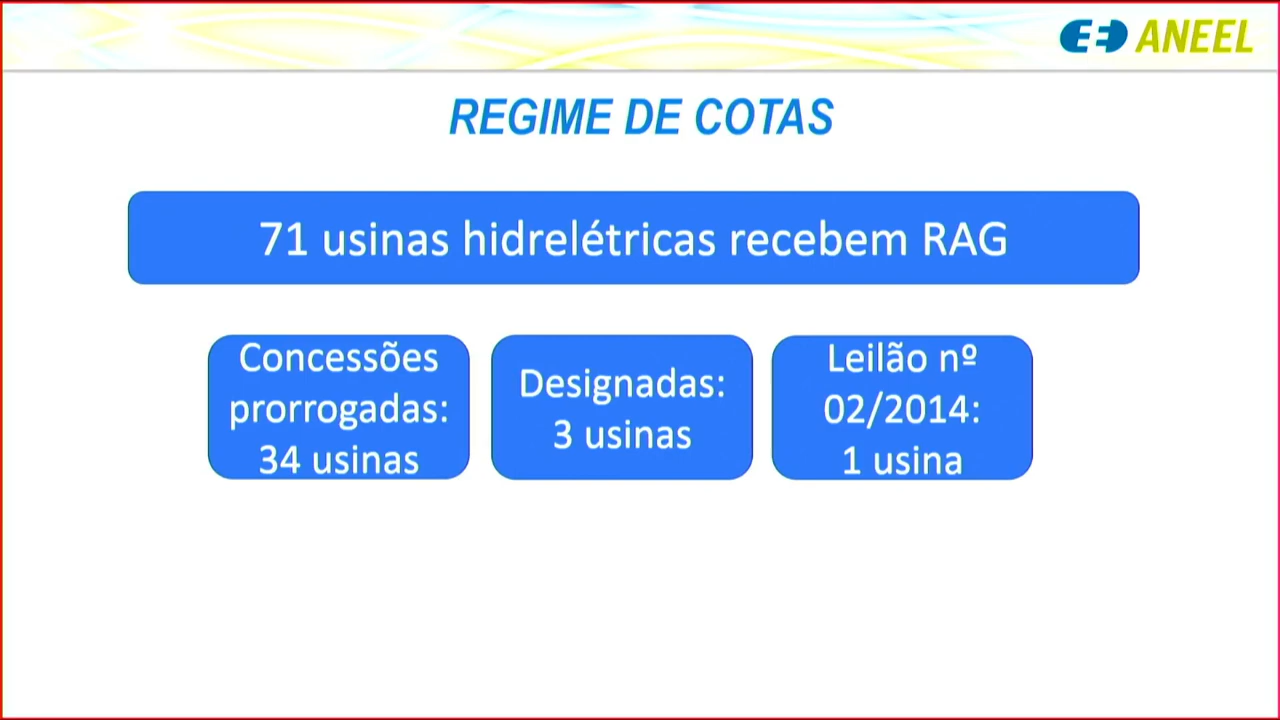 ANEEL
REGIME DE COTAS
71 usinas hidrelétricas recebem RAG
Concessões
prorrogadas:
34 usinas
Designadas:
3 usinas
Leilão nº
02/2014:
1 usina